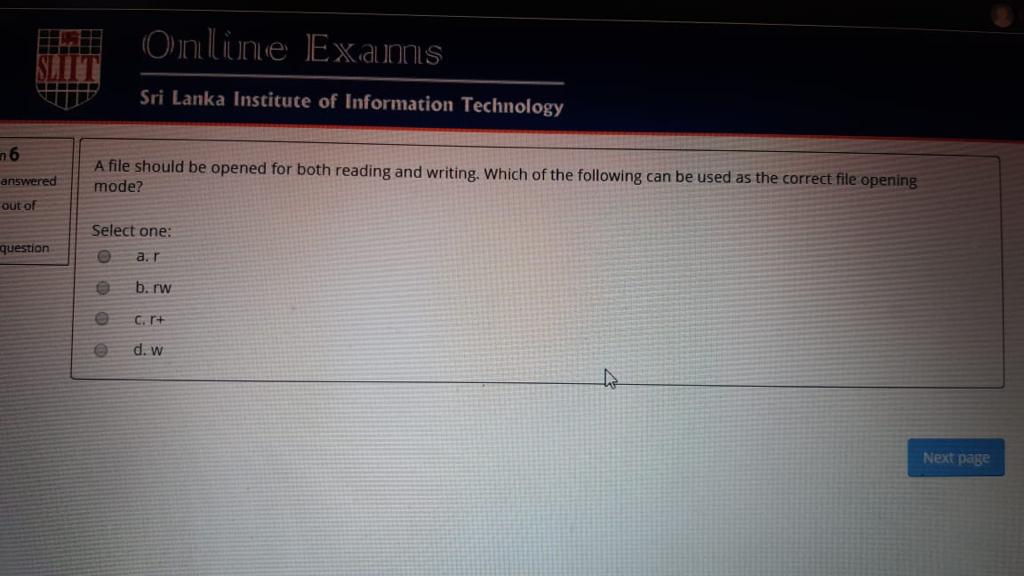 SLIIT
Online Exams
Sri Lanka Institute of Information Technology
n 6
answered
out of
question
A file should be opened for both reading and writing. Which of the following can be used as the correct file opening
mode?
Select one:
a. r
b. rw
c. r+
d. w
Next page